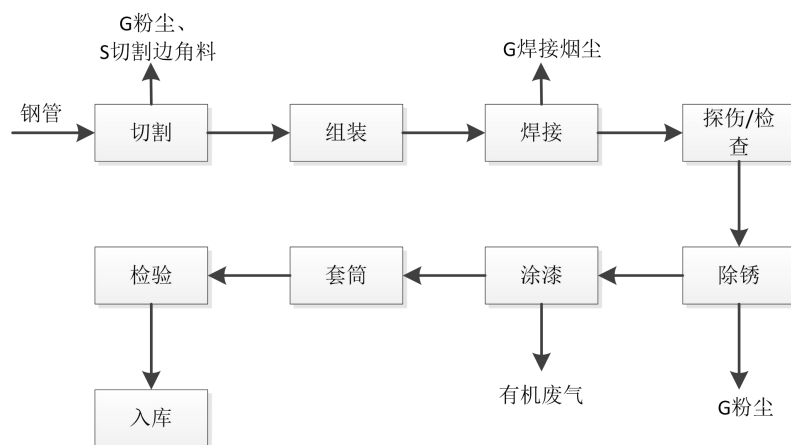 G粉尘、
S切割边角料
G焊接烟尘
钢管
切割
组装
焊接
探伤/检
查
检验
套筒
涂漆
除锈
入库
有机废气
G粉尘